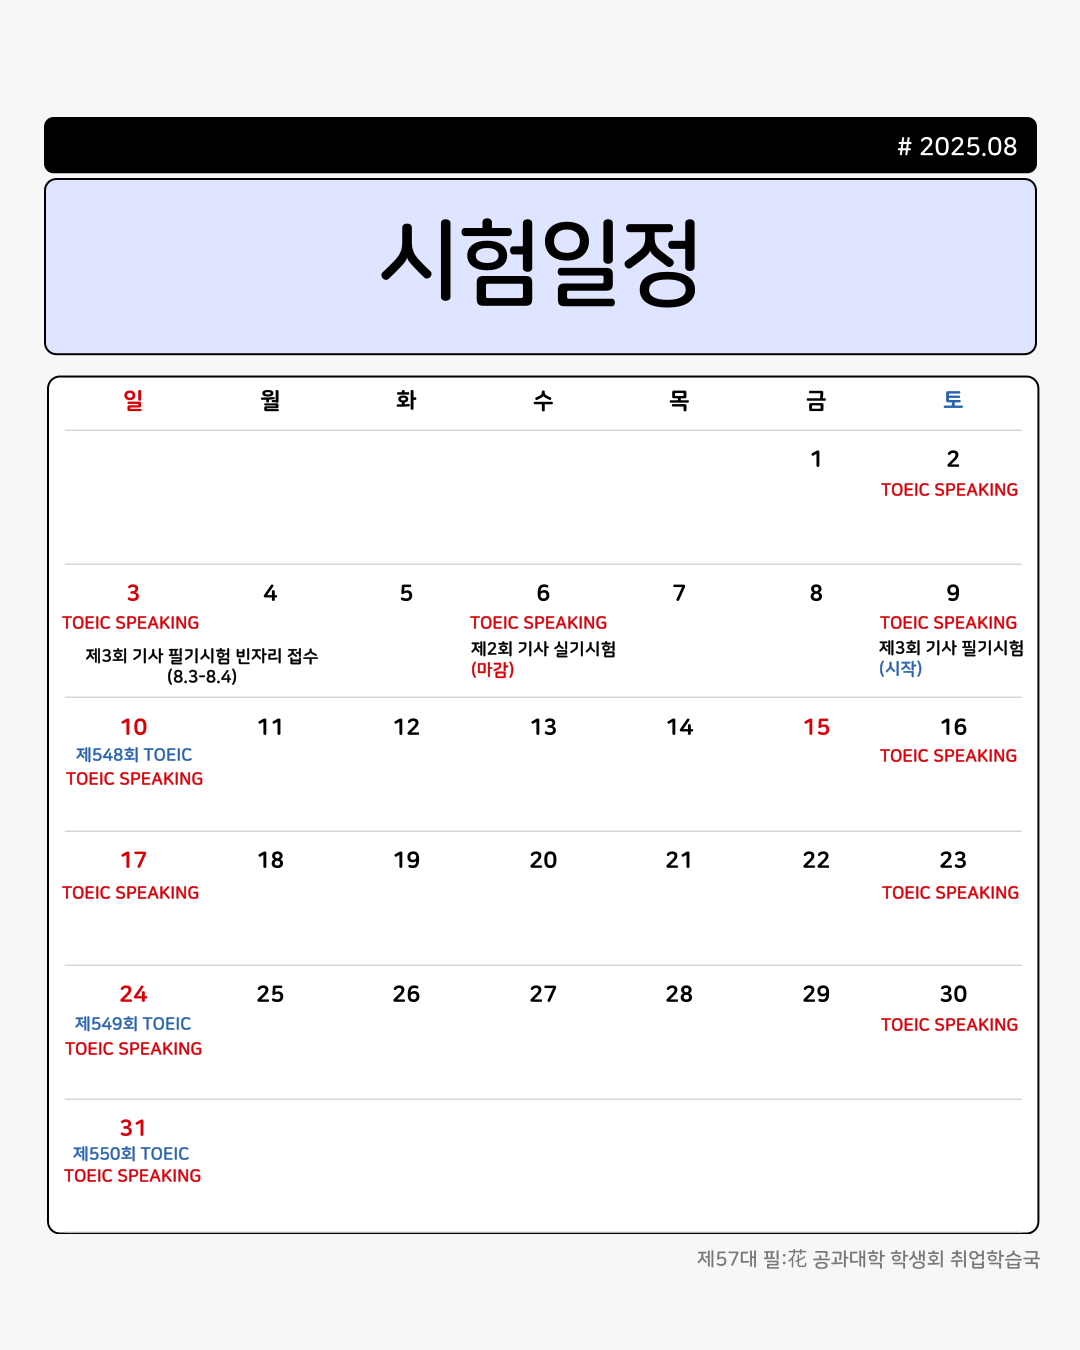 # 2025.08
시험일정
일 월 화 수 목 금 토
1 2
TOEIC SPEAKING
3 4 5 6 7 8 9
TOEIC SPEAKING TOEIC SPEAKING TOEIC SPEAKING
제3회 기사 필기시험 빈자리 접수
(8.3-8.4)
제2회 기사 실기시험
(마감)
제3회 기사 필기시험
(시작)
10 11 12 13 14 15 16
제548회 TOEIC
TOEIC SPEAKING
TOEIC SPEAKING
17 18 19 20 21 22 23
TOEIC SPEAKING TOEIC SPEAKING
24 25 26 27 28 29 30
제549회 TOEIC
TOEIC SPEAKING
TOEIC SPEAKING
31
제550회 TOEIC
TOEIC SPEAKING
제57대 필:花 공과대학 학생회 취업학습국